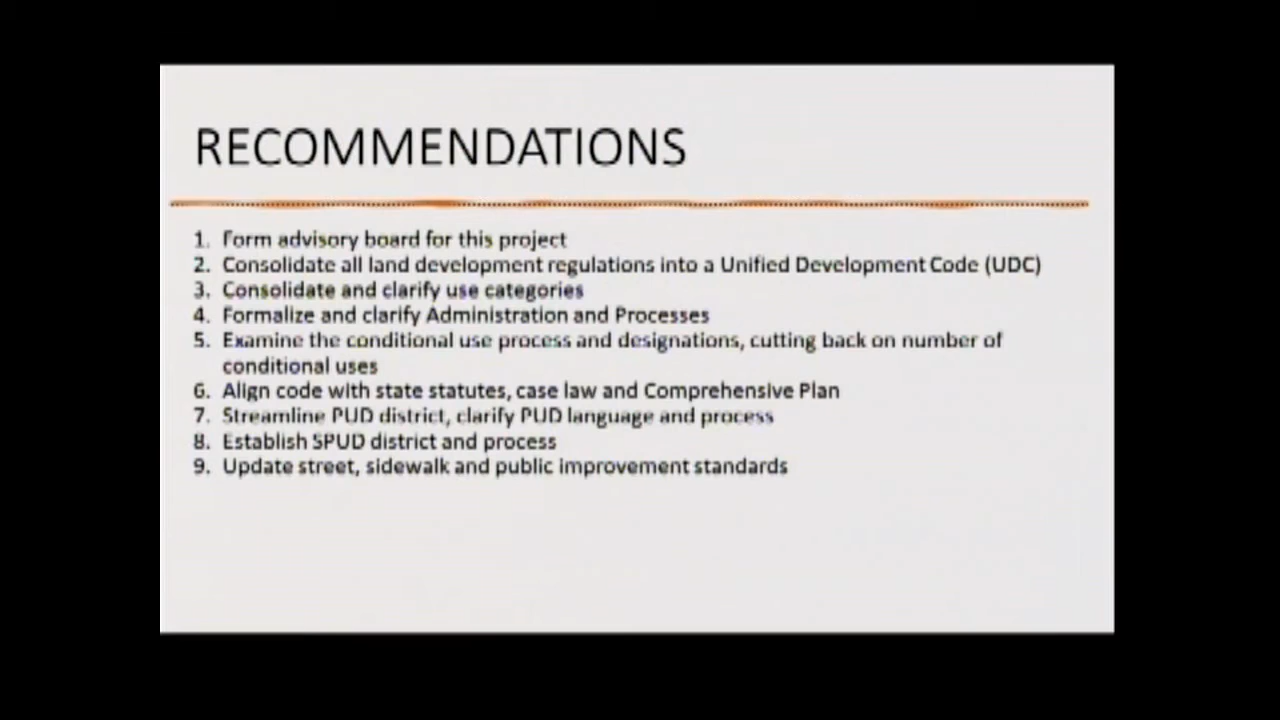 RECOMMENDATIONS
1. Form advisory board for this project
2. Consolidate all land development regulations into a Unified Development Code (UDC)
3. Consolidate and clarify use categories
4. Formalize and clarify Administration and Processes
5. Examine the conditional use process and designations, cutting back on number of
conditional uses
6. Align code with state statutes, case law and Comprehensive Plan
7. Streamline PUD district, clarify PUD language and process
8. Establish SPUD district and process
9. Update street, sidewalk and public improvement standards